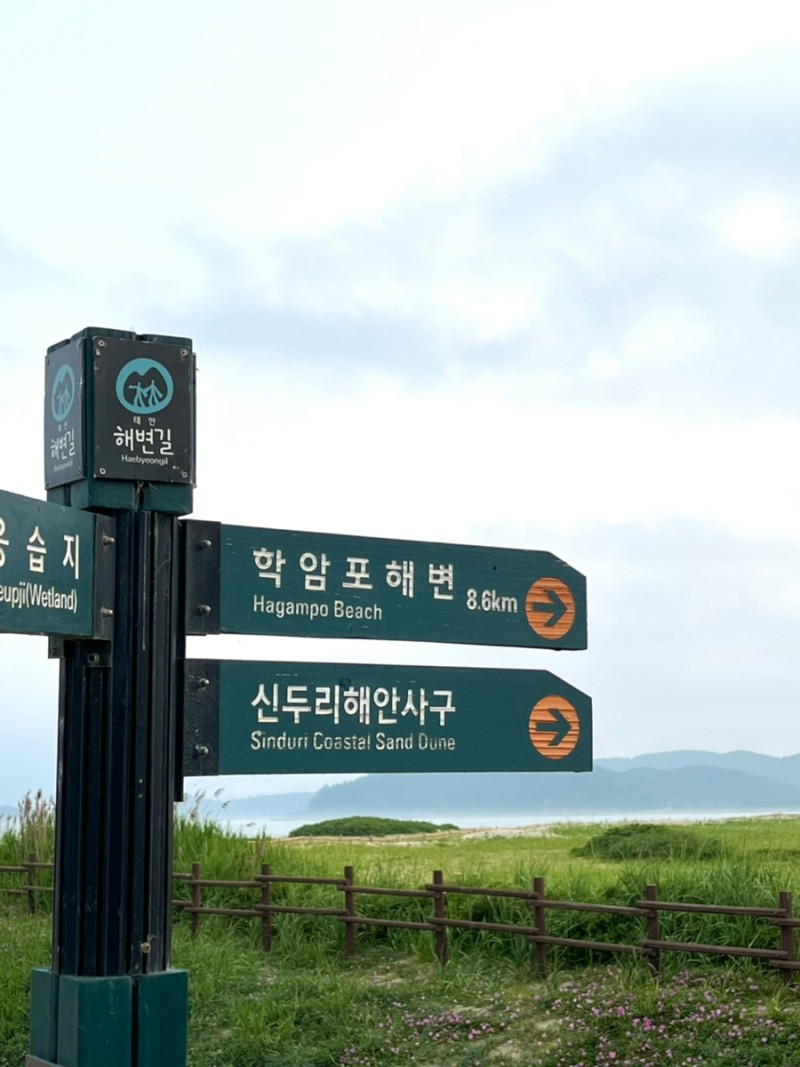 태안
해변길
Haebyeongil
해변길
습지
(Wetland)
학암포해변
8.6km
Hagampo Beach
신두리해안사구
Sinduri Coastal Sand Dune